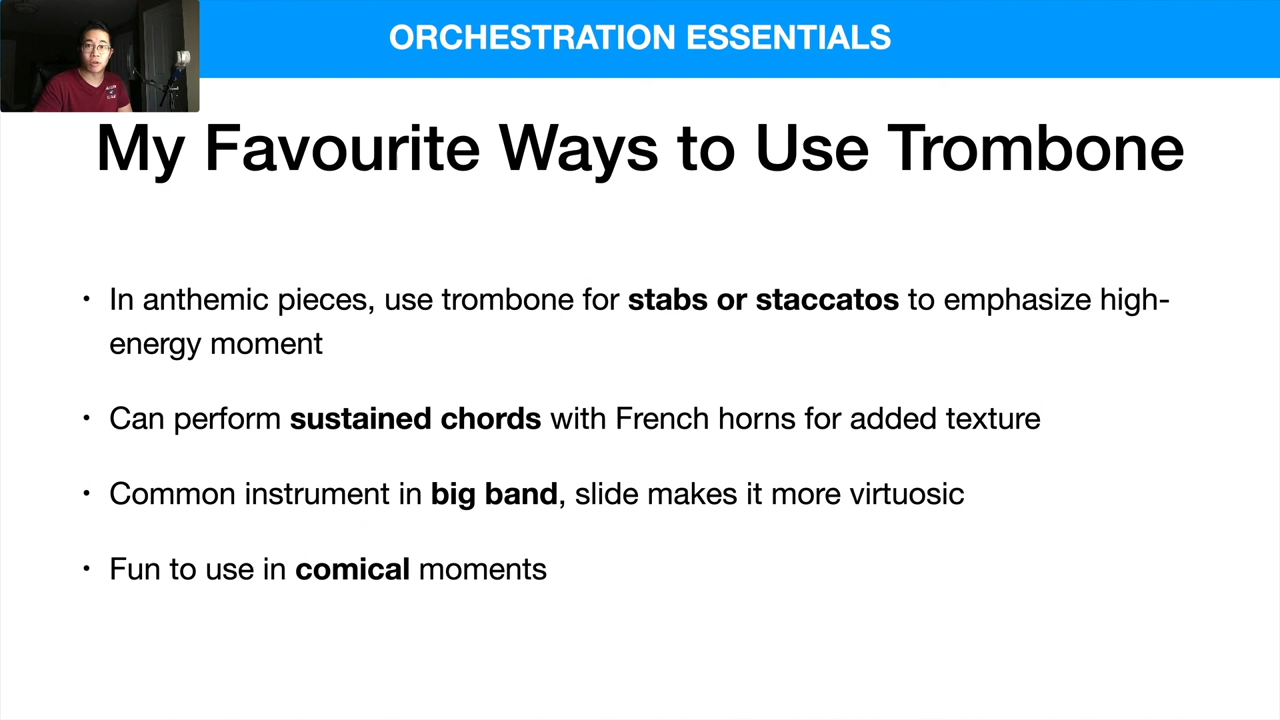 ORCHESTRATION ESSENTIALS
My Favourite Ways to Use Trombone
• In anthemic pieces, use trombone for stabs or staccatos to emphasize high-
energy moment
• Can perform sustained chords with French horns for added texture
• Common instrument in big band, slide makes it more virtuosic
• Fun to use in comical moments